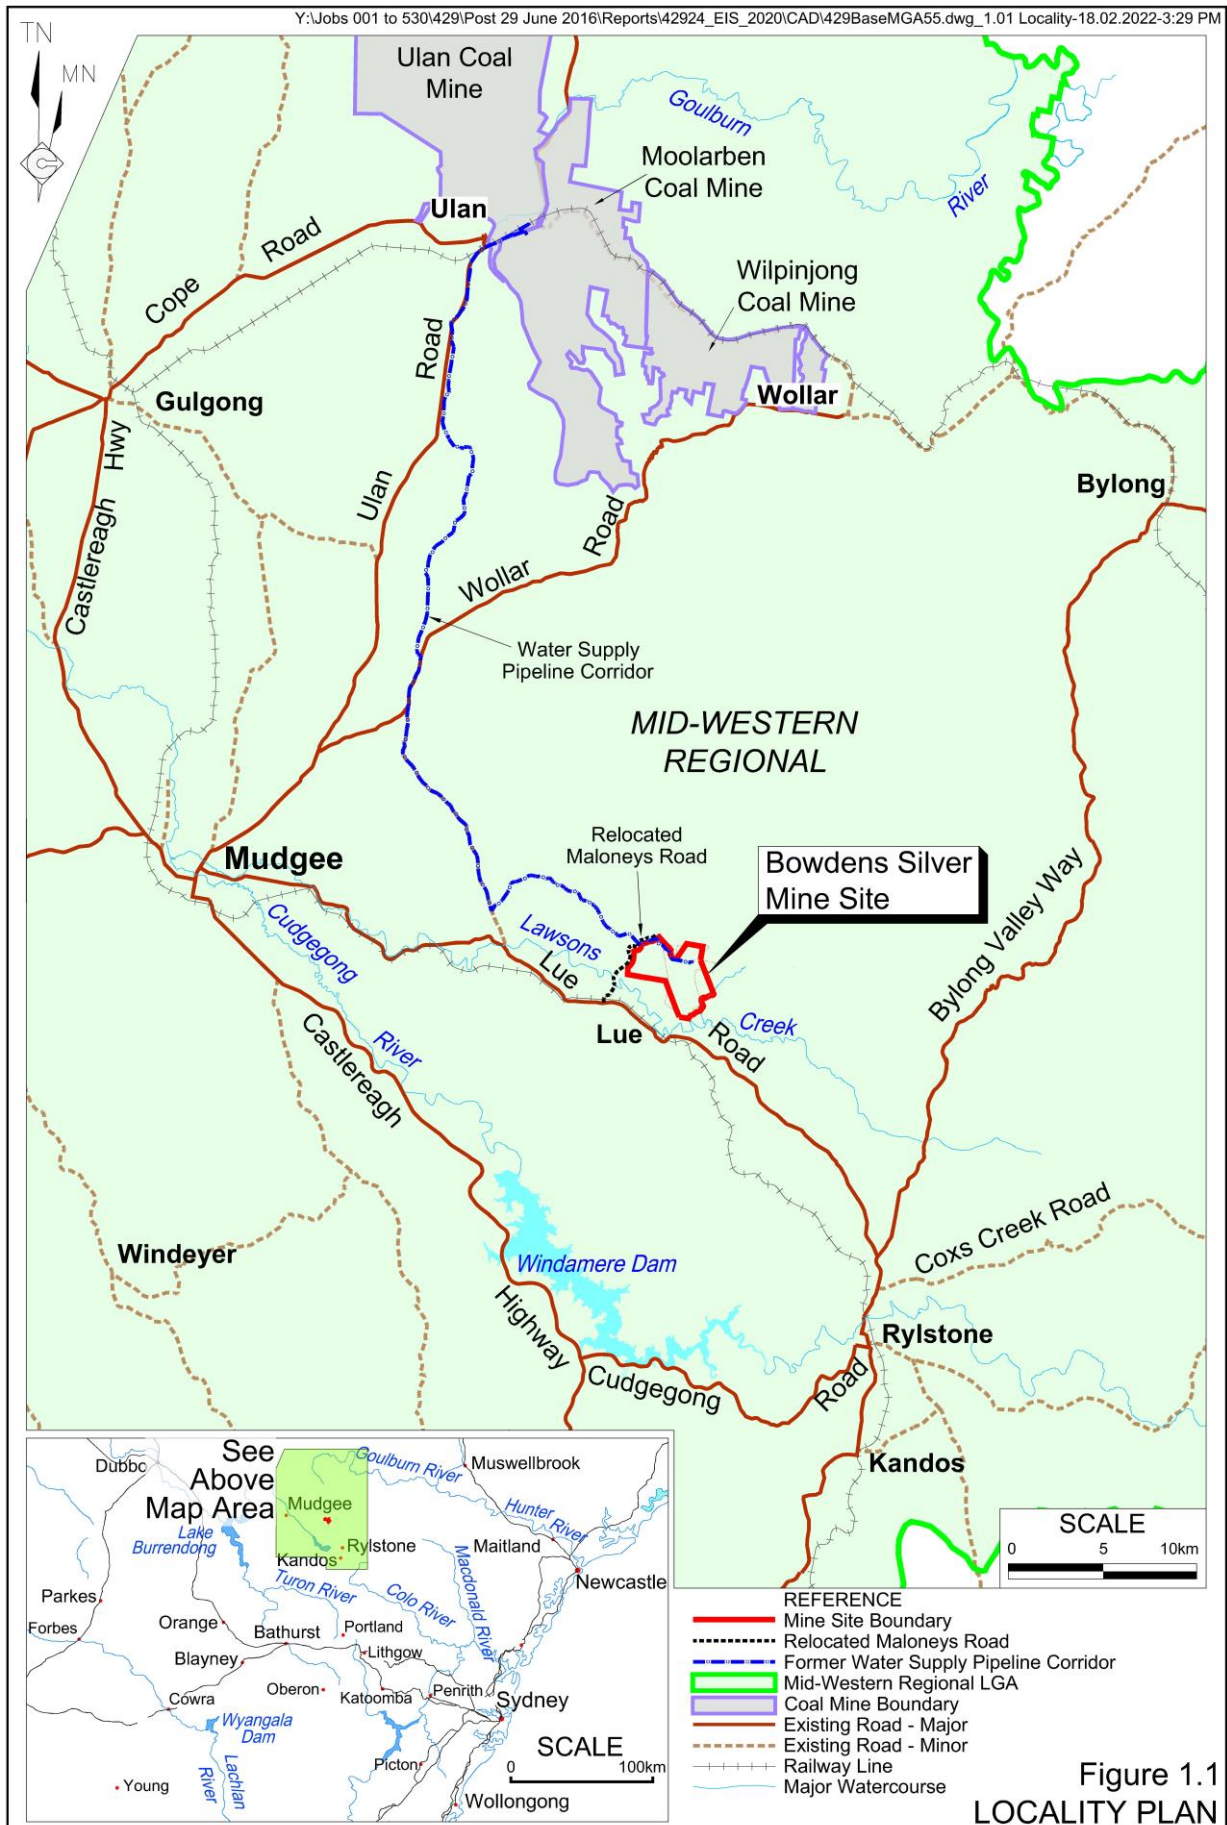 Y:\Jobs 001 to 530\429\Post 29 June 2016\Reports\42924_EIS_2020\CAD\429BaseMGA55.dwg_1.01 Locality-18.02.2022-3:29 PM
TN
MN
Ulan Coal
Mine
Goulburn
River
Moolarben
Coal Mine
Ulan
Cope Road
Wilpinjong
Coal Mine
Road
Gulgong
Wollar
Hwy
Castlereagh
Ulan
Bylong
Road
Wollar
Water Supply
Pipeline Corridor
MID-WESTERN
REGIONAL
Relocated
Maloneys Road
Bowdens Silver
Mine Site
Mudgee
Bylong Valley Way
Cudgegong
River
Lawsons
Creek
Lue
Road
Lue
Castlereagh
Highway
Coxs Creek Road
Windeyer
Windamere Dam
Rylstone
Cudgegong
Road
Kandos
SCALE
0 5 10km
See
Above
Map Area
Dubbo
Goulburn River
Muswellbrook
Mudgee
Hunter
River
Lake
Burrendong
Rylstone
Kandos
Maitland
Macdonald River
Newcastle
Turon River
Colo River
Parkes
Forbes
Orange
Bathurst
Portland
Lithgow
Blayney
Oberon
Katoomba
Penrith
Cowra
Sydney
Wyangala
Dam
Lachlan
River
Picton
Young
Wollongong
SCALE
0 100km
REFERENCE
Mine Site Boundary
Relocated Maloneys Road
Former Water Supply Pipeline Corridor
Mid-Western Regional LGA
Coal Mine Boundary
Existing Road - Major
Existing Road - Minor
Railway Line
Major Watercourse
Figure 1.1
LOCALITY PLAN